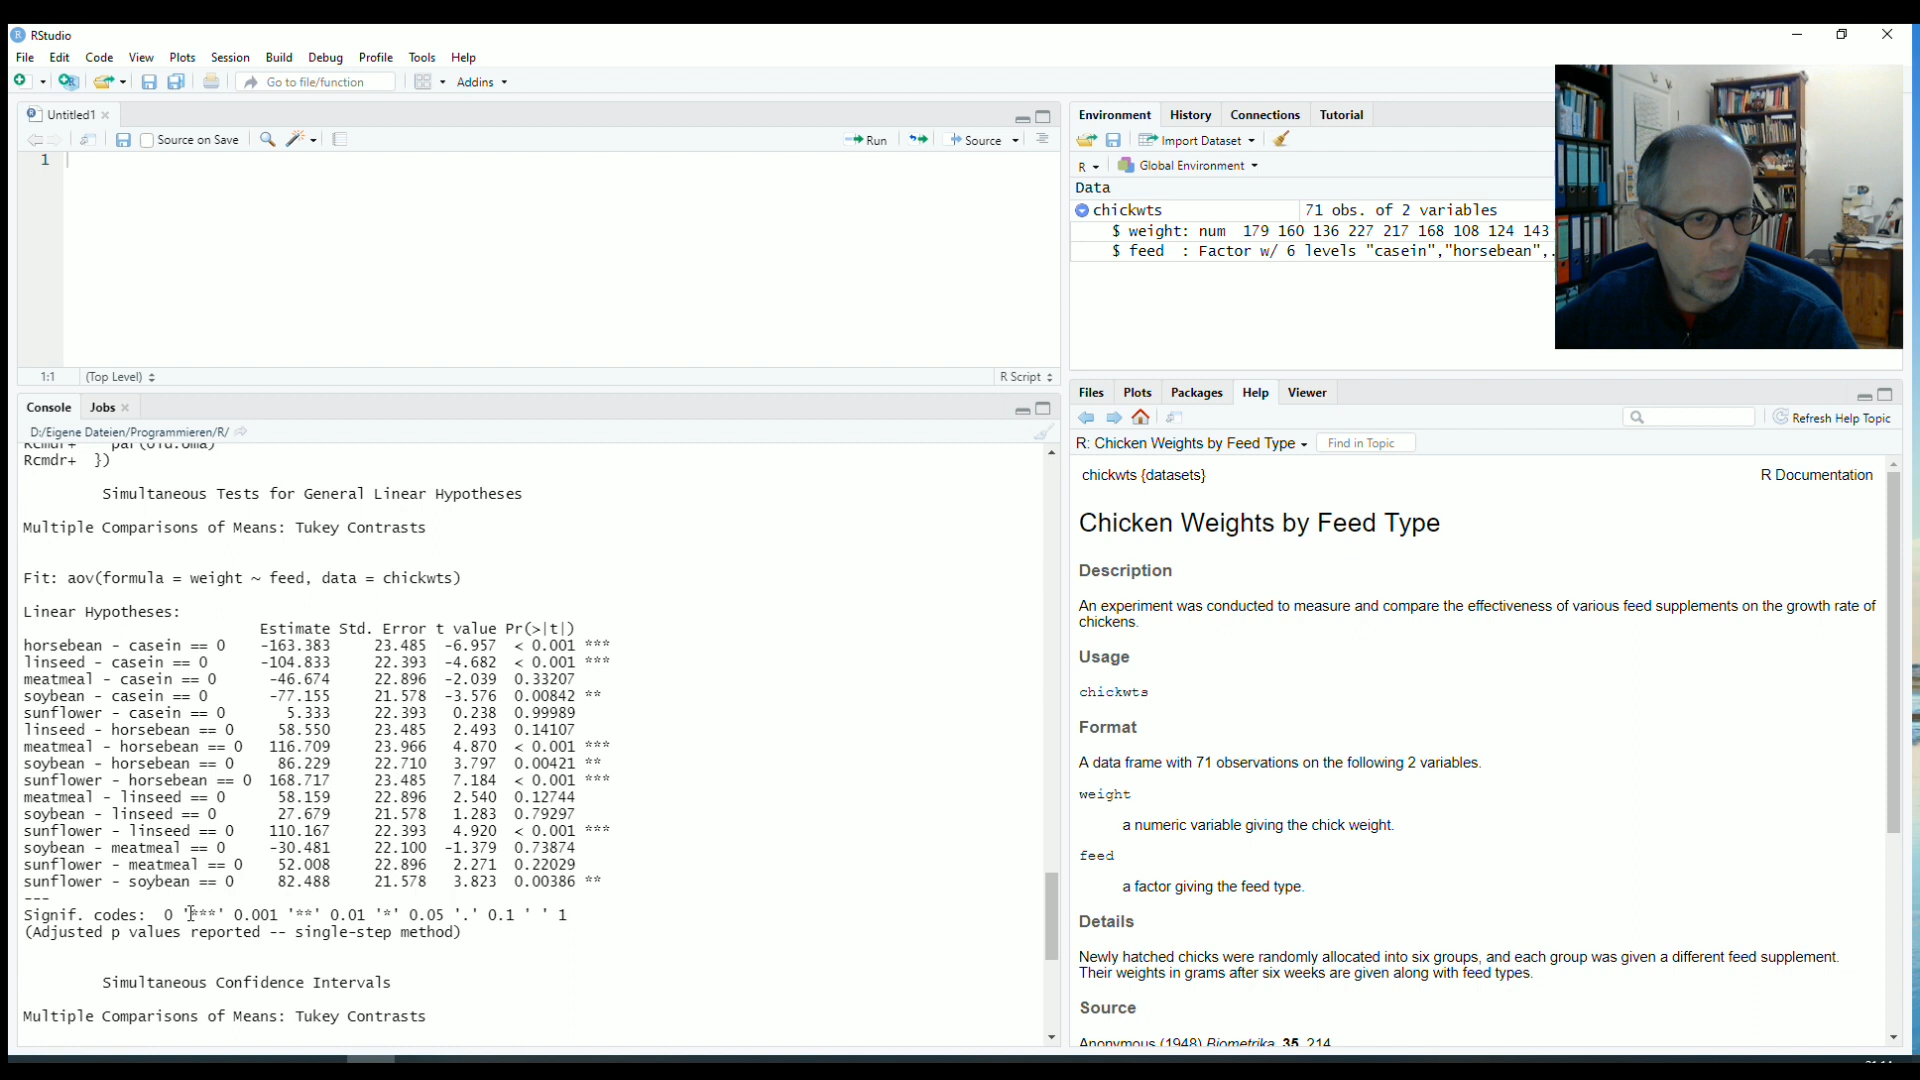 RStudio
File Edit Code View Plots Session Build Debug Profile Tools Help
Go to file/function Addins
Untitled1
Source on Save Run Source
1
1:1 (Top Level) R Script
Console Jobs
D:/Eigene Dateien/Programmieren/R/
Rcmdr+ par(old.oma)
Rcmdr+ })
Simultaneous Tests for General Linear Hypotheses
Multiple Comparisons of Means: Tukey Contrasts
Fit: aov(formula = weight ~ feed, data = chickwts)
Linear Hypotheses:
Estimate Std. Error t value Pr(>|t|)
horsebean - casein == 0 -163.383 23.485 -6.957 < 0.001 ***
linseed - casein == 0 -104.833 22.393 -4.682 < 0.001 ***
meatmeal - casein == 0 -46.674 22.896 -2.039 0.33207
soybean - casein == 0 -77.155 21.578 -3.576 0.00842 **
sunflower - casein == 0 5.333 22.393 0.238 0.99989
linseed - horsebean == 0 58.550 23.485 2.493 0.14107
meatmeal - horsebean == 0 116.709 23.966 4.870 < 0.001 ***
soybean - horsebean == 0 86.229 22.710 3.797 0.00421 **
sunflower - horsebean == 0 168.717 23.485 7.184 < 0.001 ***
meatmeal - linseed == 0 58.159 22.896 2.540 0.12744
soybean - linseed == 0 27.679 21.578 1.283 0.79297
sunflower - linseed == 0 110.167 22.393 4.920 < 0.001 ***
soybean - meatmeal == 0 -30.481 22.100 -1.379 0.73874
sunflower - meatmeal == 0 52.008 22.896 2.271 0.22029
sunflower - soybean == 0 82.488 21.578 3.823 0.00386 **
---
Signif. codes: 0 '***' 0.001 '**' 0.01 '*' 0.05 '.' 0.1 ' ' 1
(Adjusted p values reported -- single-step method)
Simultaneous Confidence Intervals
Multiple Comparisons of Means: Tukey Contrasts
Environment History Connections Tutorial
Import Dataset
R Global Environment
Data
chickwts 71 obs. of 2 variables
$ weight: num 179 160 136 227 217 168 108 124 143
$ feed : Factor w/ 6 levels "casein","horsebean",.
Files Plots Packages Help Viewer
Refresh Help Topic
R: Chicken Weights by Feed Type Find in Topic
chickwts {datasets} R Documentation
Chicken Weights by Feed Type
Description
An experiment was conducted to measure and compare the effectiveness of various feed supplements on the growth rate of
chickens.
Usage
chickwts
Format
A data frame with 71 observations on the following 2 variables.
weight
a numeric variable giving the chick weight.
feed
a factor giving the feed type.
Details
Newly hatched chicks were randomly allocated into six groups, and each group was given a different feed supplement.
Their weights in grams after six weeks are given along with feed types.
Source
Anonymous (1948) Biometrika, 35, 214.